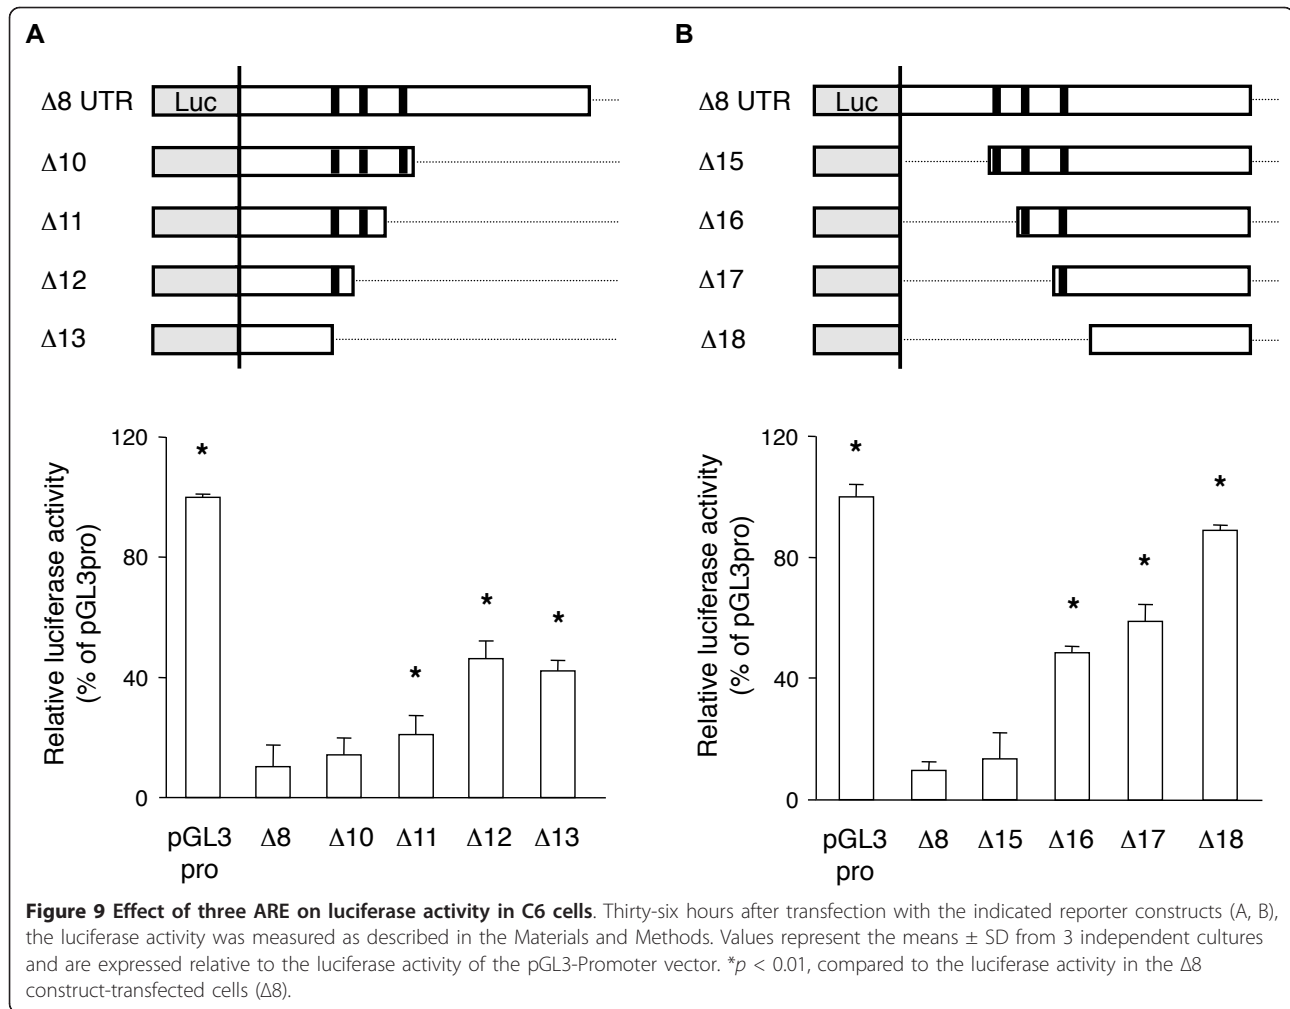 A
Δ8 UTR
Luc
Δ10
Δ11
Δ12
Δ13
120
80
40
0
Relative luciferase activity
(% of pGL3pro)
*
*
*
*
pGL3
pro
Δ8
Δ10
Δ11
Δ12
Δ13
B
Δ8 UTR
Luc
Δ15
Δ16
Δ17
Δ18
120
80
40
0
Relative luciferase activity
(% of pGL3pro)
*
*
*
*
pGL3
pro
Δ8
Δ15
Δ16
Δ17
Δ18
Figure 9 Effect of three ARE on luciferase activity in C6 cells. Thirty-six hours after transfection with the indicated reporter constructs (A, B),
the luciferase activity was measured as described in the Materials and Methods. Values represent the means ± SD from 3 independent cultures
and are expressed relative to the luciferase activity of the pGL3-Promoter vector. *p < 0.01, compared to the luciferase activity in the Δ8
construct-transfected cells (Δ8).